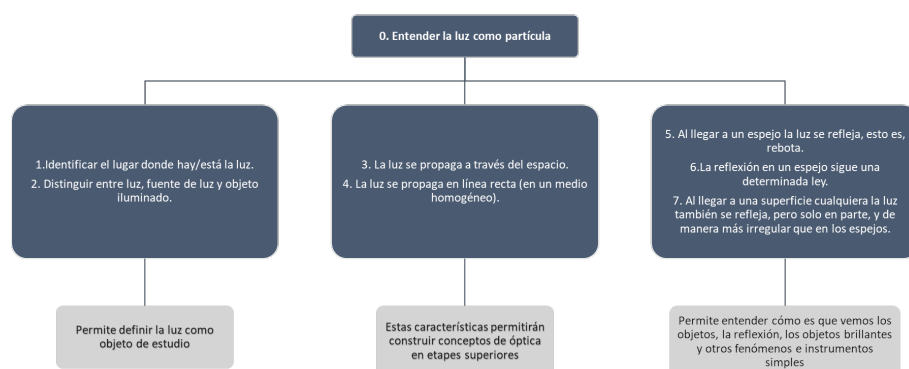 0. Entender la luz como partícula
1.Identificar el lugar donde hay/está la luz.
2. Distinguir entre luz, fuente de luz y objeto
iluminado.
3. La luz se propaga a través del espacio.
4. La luz se propaga en línea recta (en un medio
homogéneo).
5. Al llegar a un espejo la luz se refleja, esto es,
rebota.
6.La reflexión en un espejo sigue una
determinada ley.
7. Al llegar a una superficie cualquiera la luz
también se refleja, pero solo en parte, y de
manera más irregular que en los espejos.
Permite definir la luz como
objeto de estudio
Estas características permitirán
construir conceptos de óptica
en etapes superiores
Permite entender cómo es que vemos los
objetos, la reflexión, los objetos brillantes
y otros fenómenos e instrumentos
simples